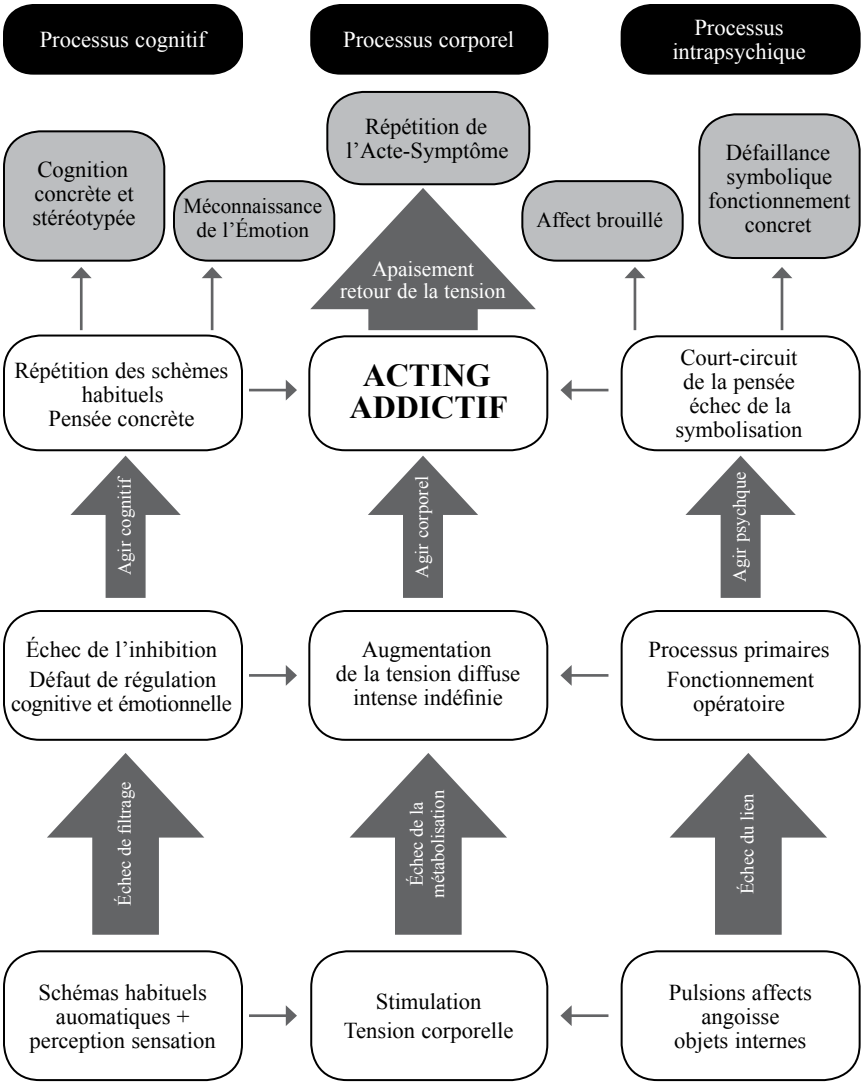 Processus cognitif
Processus corporel
Processus
intrapsychique
Cognition
concrète et
stéréotypée
Méconnaissance
de l’Émotion
Répétition de
l’Acte-Symptôme
Affect brouillé
Défaillance
symbolique
fonctionnement
concret
Apaisement
retour de la tension
Répétition des schèmes
habituels
Pensée concrète
ACTING
ADDICTIF
Court-circuit
de la pensée
échec de la
symbolisation
Agir cognitif
Agir corporel
Agir psychque
Échec de l’inhibition
Défaut de régulation
cognitive et émotionnelle
Augmentation
de la tension diffuse
intense indéfinie
Processus primaires
Fonctionnement
opératoire
Échec de filtrage
Échec de la
métabolisation
Échec du lien
Schémas habituels
auomatiques +
perception sensation
Stimulation
Tension corporelle
Pulsions affects
angoisse
objets internes